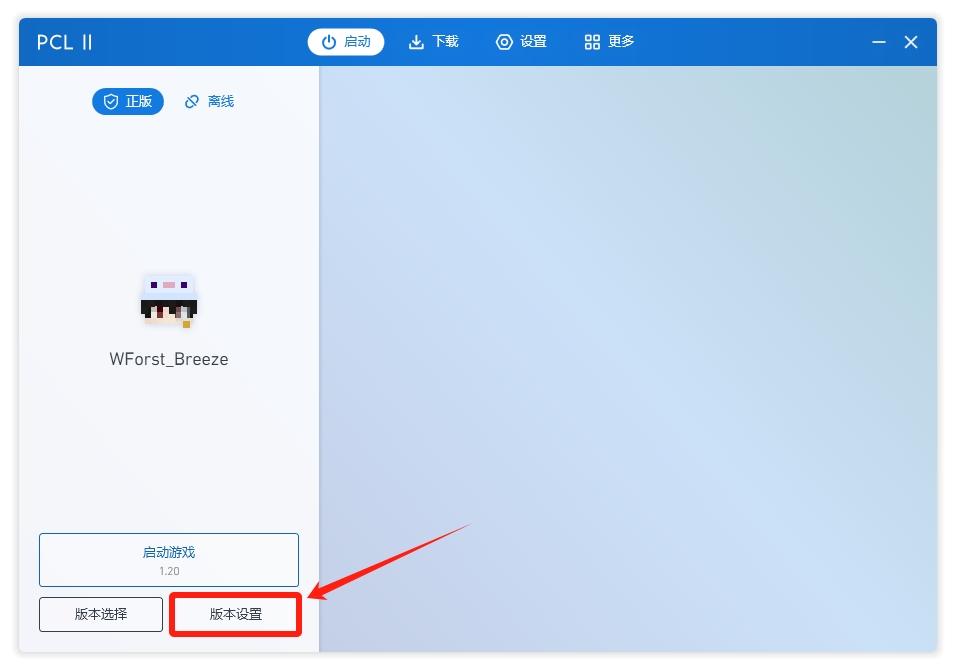 PCL II
启动
下载
设置
更多
正版
离线
WForst_Breeze
启动游戏
1.20
版本选择
版本设置